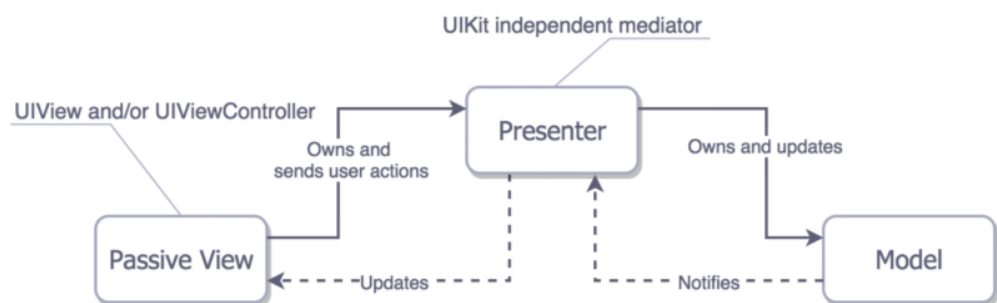 UIKit independent mediator
UIView and/or UIViewController
Presenter
Owns and
sends user actions
Owns and updates
Passive View
Updates
Notifies
Model